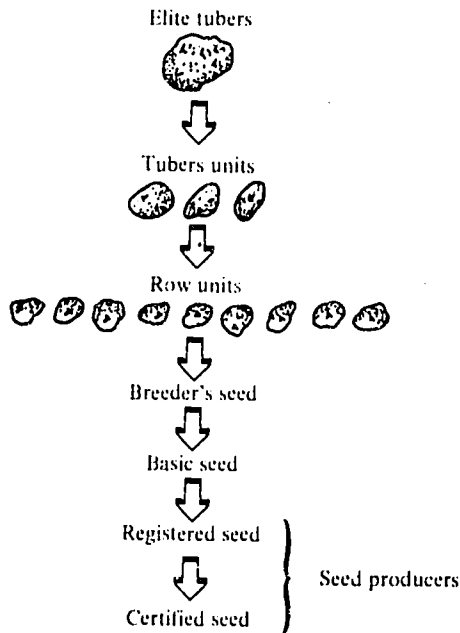 Elite tubers
Tubers units
Row units
Breeder's seed
Basic seed
Registered seed
Seed producers
Certified seed